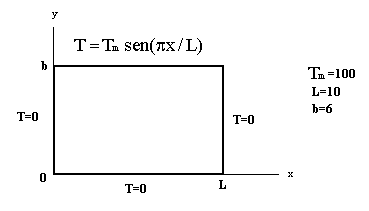 y
T = Tm sen(πx/L)
b
Tm =100
L=10
b=6
T=0
T=0
0
x
T=0
L